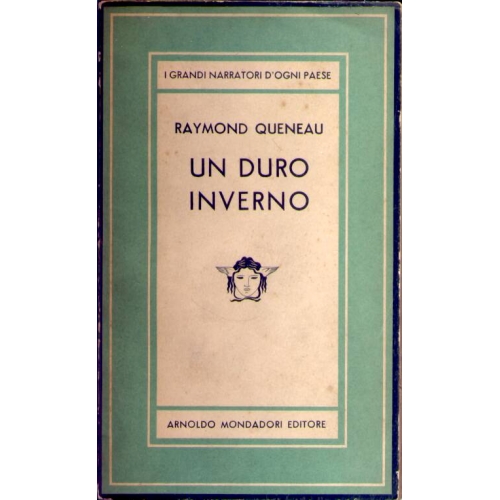 I GRANDI NARRATORI D'OGNI PAESE
RAYMOND QUENEAU
UN DURO
INVERNO
ARNOLDO MONDADORI EDITORE